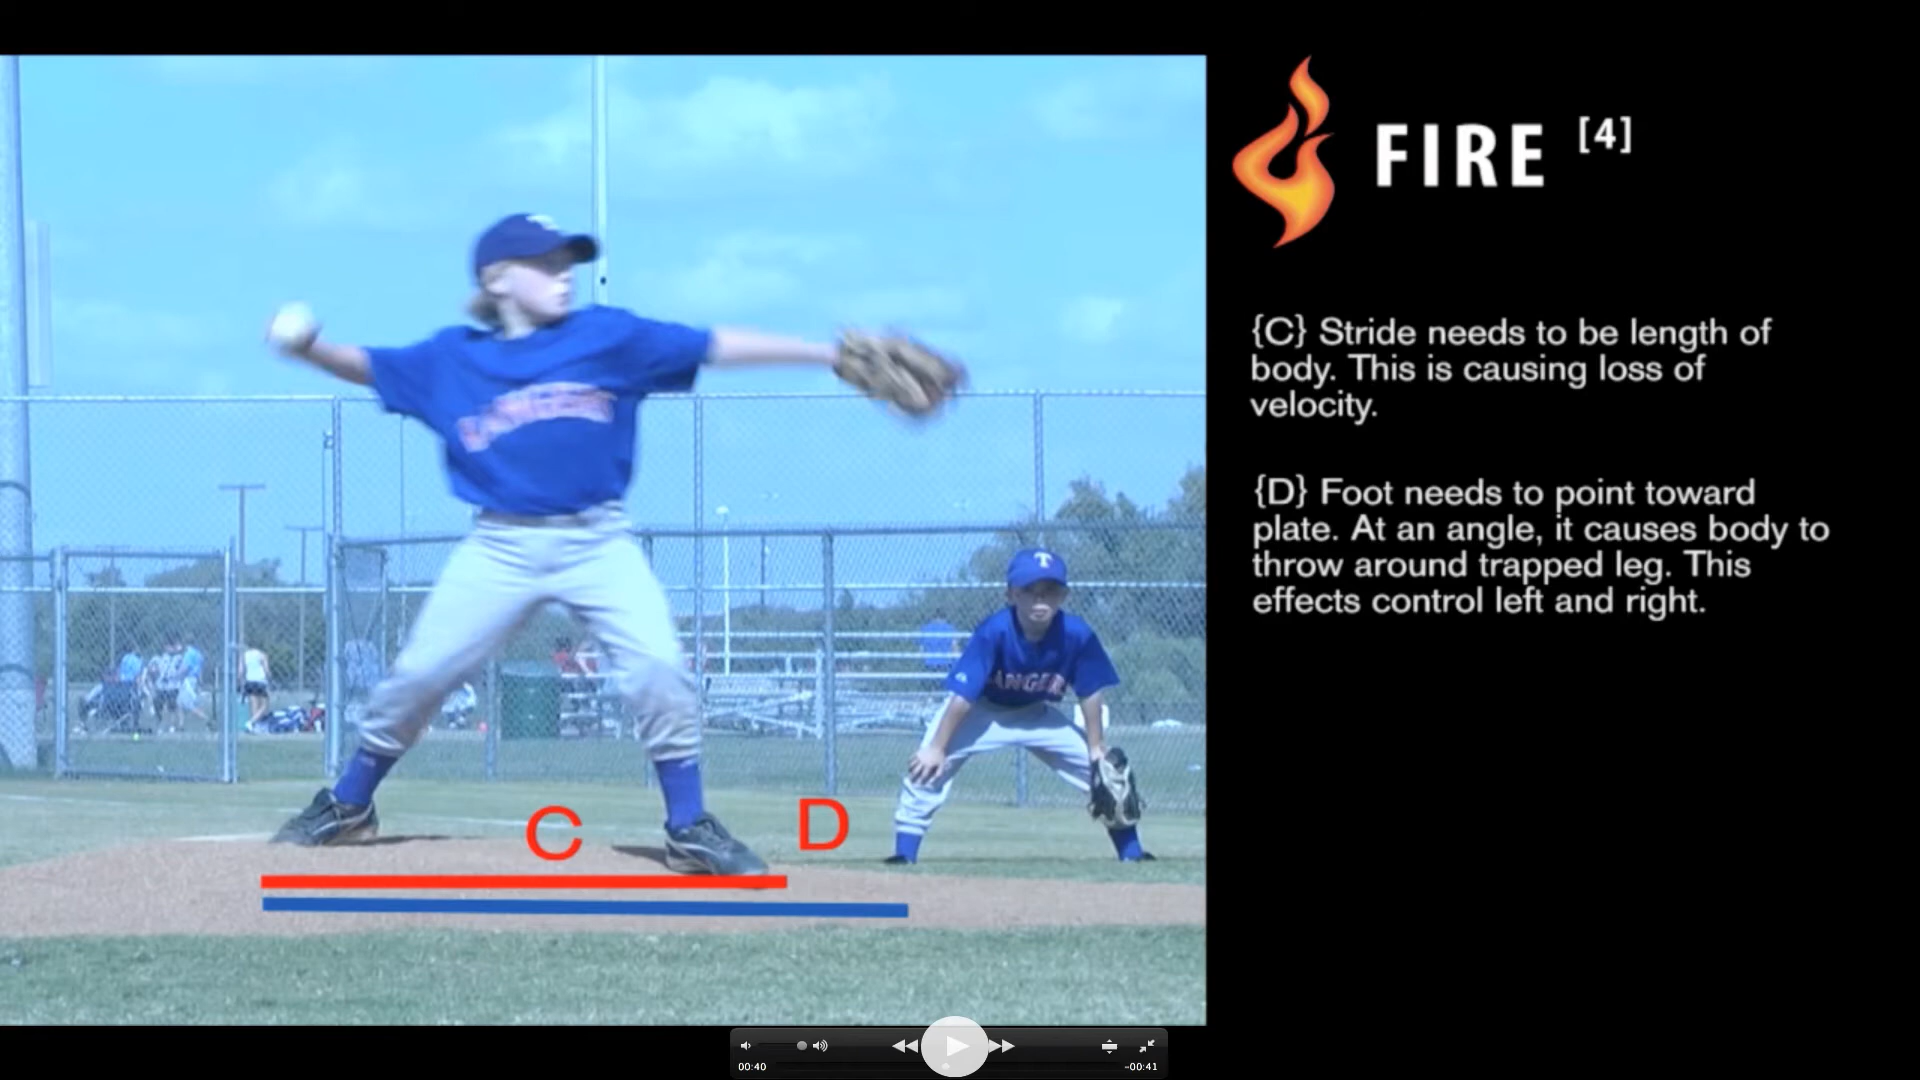 FIRE [4]
{C} Stride needs to be length of
body. This is causing loss of
velocity.
{D} Foot needs to point toward
plate. At an angle, it causes body to
throw around trapped leg. This
effects control left and right.
T
ANGER
C
D
00:40
-00:41